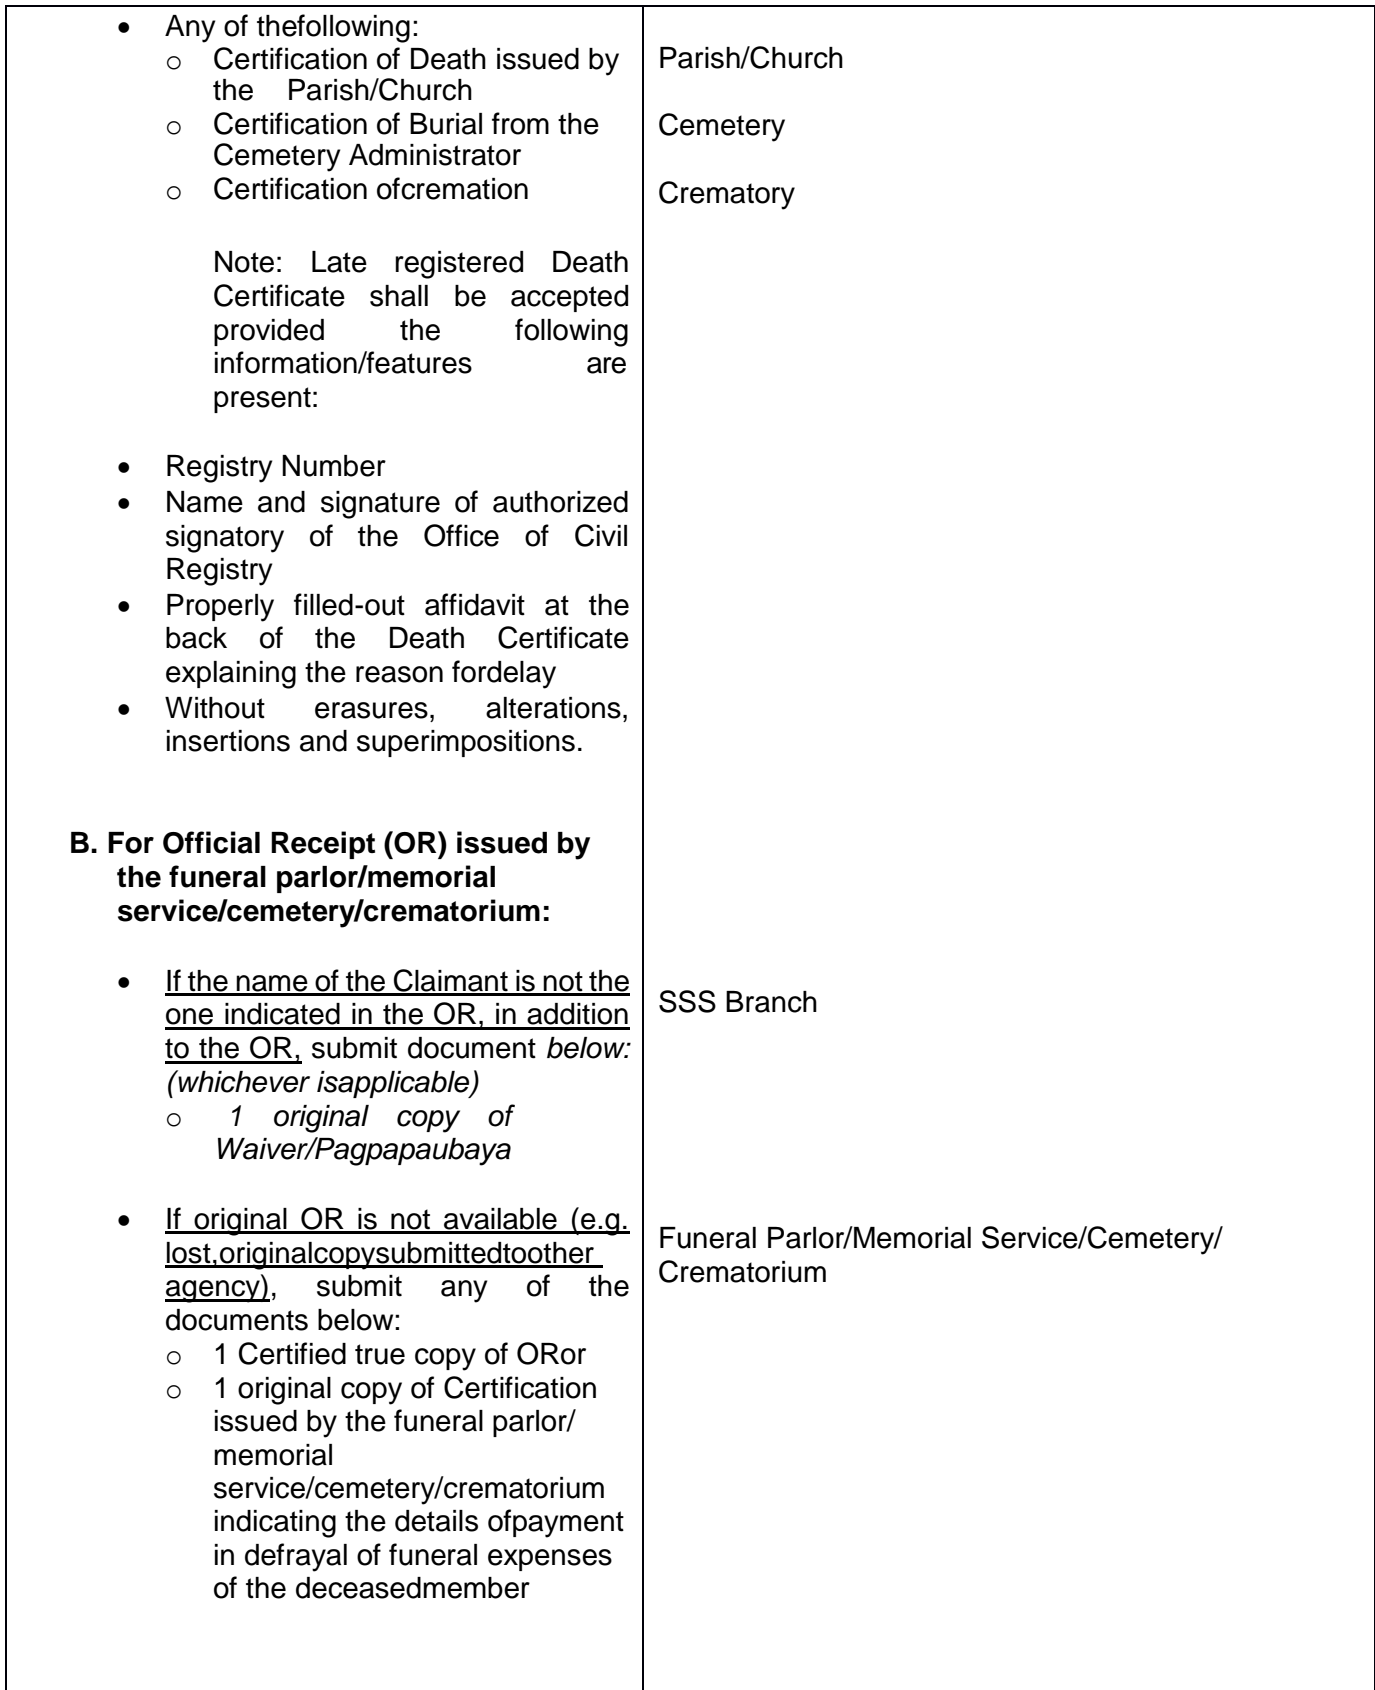 • Any of thefollowing:
o Certification of Death issued by
the Parish/Church
o Certification of Burial from the
Cemetery Administrator
o Certification ofcremation
Note: Late registered Death
Certificate shall be accepted
provided the following
information/features are
present:
• Registry Number
• Name and signature of authorized
signatory of the Office of Civil
Registry
• Properly filled-out affidavit at the
back of the Death Certificate
explaining the reason fordelay
• Without erasures, alterations,
insertions and superimpositions.
B. For Official Receipt (OR) issued by
the funeral parlor/memorial
service/cemetery/crematorium:
• If the name of the Claimant is not the
one indicated in the OR, in addition
to the OR, submit document below:
(whichever isapplicable)
o 1 original copy of
Waiver/Pagpapaubaya
• If original OR is not available (e.g.
lost,originalcopysubmittedtoother
agency), submit any of the
documents below:
o 1 Certified true copy of ORor
o 1 original copy of Certification
issued by the funeral parlor/
memorial
service/cemetery/crematorium
indicating the details ofpayment
in defrayal of funeral expenses
of the deceasedmember
Parish/Church
Cemetery
Crematory
SSS Branch
Funeral Parlor/Memorial Service/Cemetery/
Crematorium